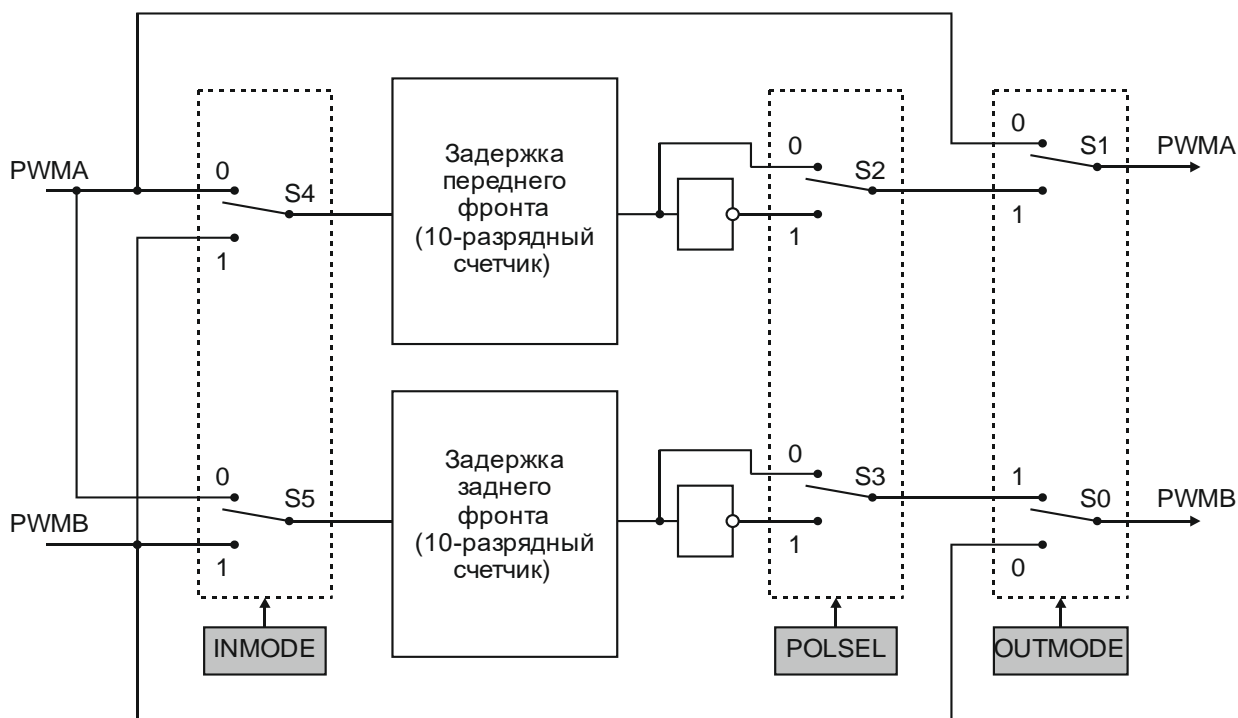 0
S1
PWMA
1
PWMA
0
S4
1
Задержка
переднего
фронта
(10-разрядный
счетчик)
0
S2
1
PWMB
0
S5
1
Задержка
заднего
фронта
(10-разрядный
счетчик)
0
S3
1
1
S0
PWMB
0
INMODE
POLSEL
OUTMODE